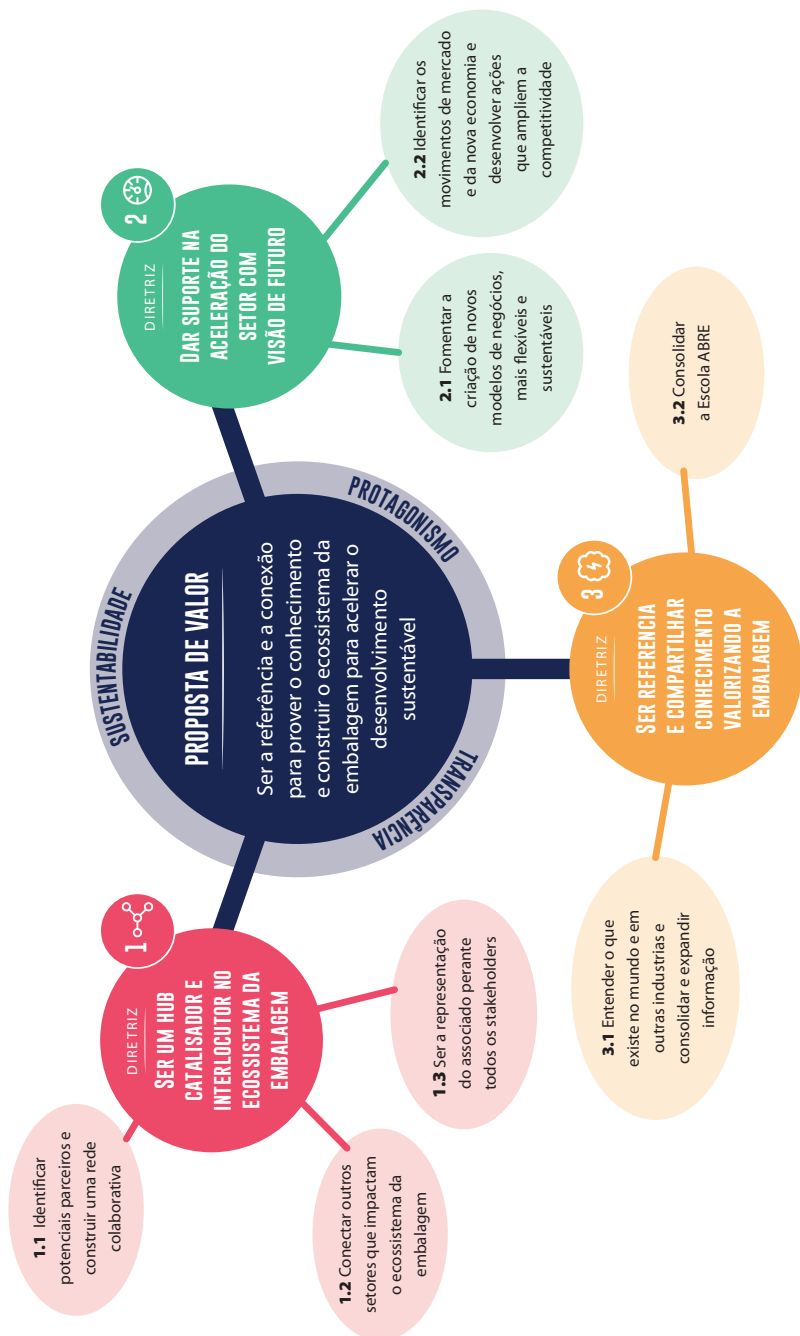 SUSTENTABILIDADE
PROTAGONISMO
TRANSPARÊNCIA
PROPOSTA DE VALOR
Ser a referência e a conexão
para prover o conhecimento
e construir o ecossistema da
embalagem para acelerar o
desenvolvimento
sustentável
1
DIRETRIZ
SER UM HUB
CATALISADOR E
INTERLOCUTOR NO
ECOSSISTEMA DA
EMBALAGEM
1.1 Identificar
potenciais parceiros e
construir uma rede
colaborativa
1.2 Conectar outros
setores que impactam
o ecossistema da
embalagem
1.3 Ser a representação
do associado perante
todos os stakeholders
2
DIRETRIZ
DAR SUPORTE NA
ACELERAÇÃO DO
SETOR COM
VISÃO DE FUTURO
2.1 Fomentar a
criação de novos
modelos de negócios,
mais flexíveis e
sustentáveis
2.2 Identificar os
movimentos de mercado
e da nova economia e
desenvolver ações
que ampliem a
competitividade
3
DIRETRIZ
SER REFERENCIA
E COMPARTILHAR
CONHECIMENTO
VALORIZANDO A
EMBALAGEM
3.1 Entender o que
existe no mundo e em
outras industrias e
consolidar e expandir
informação
3.2 Consolidar
a Escola ABRE